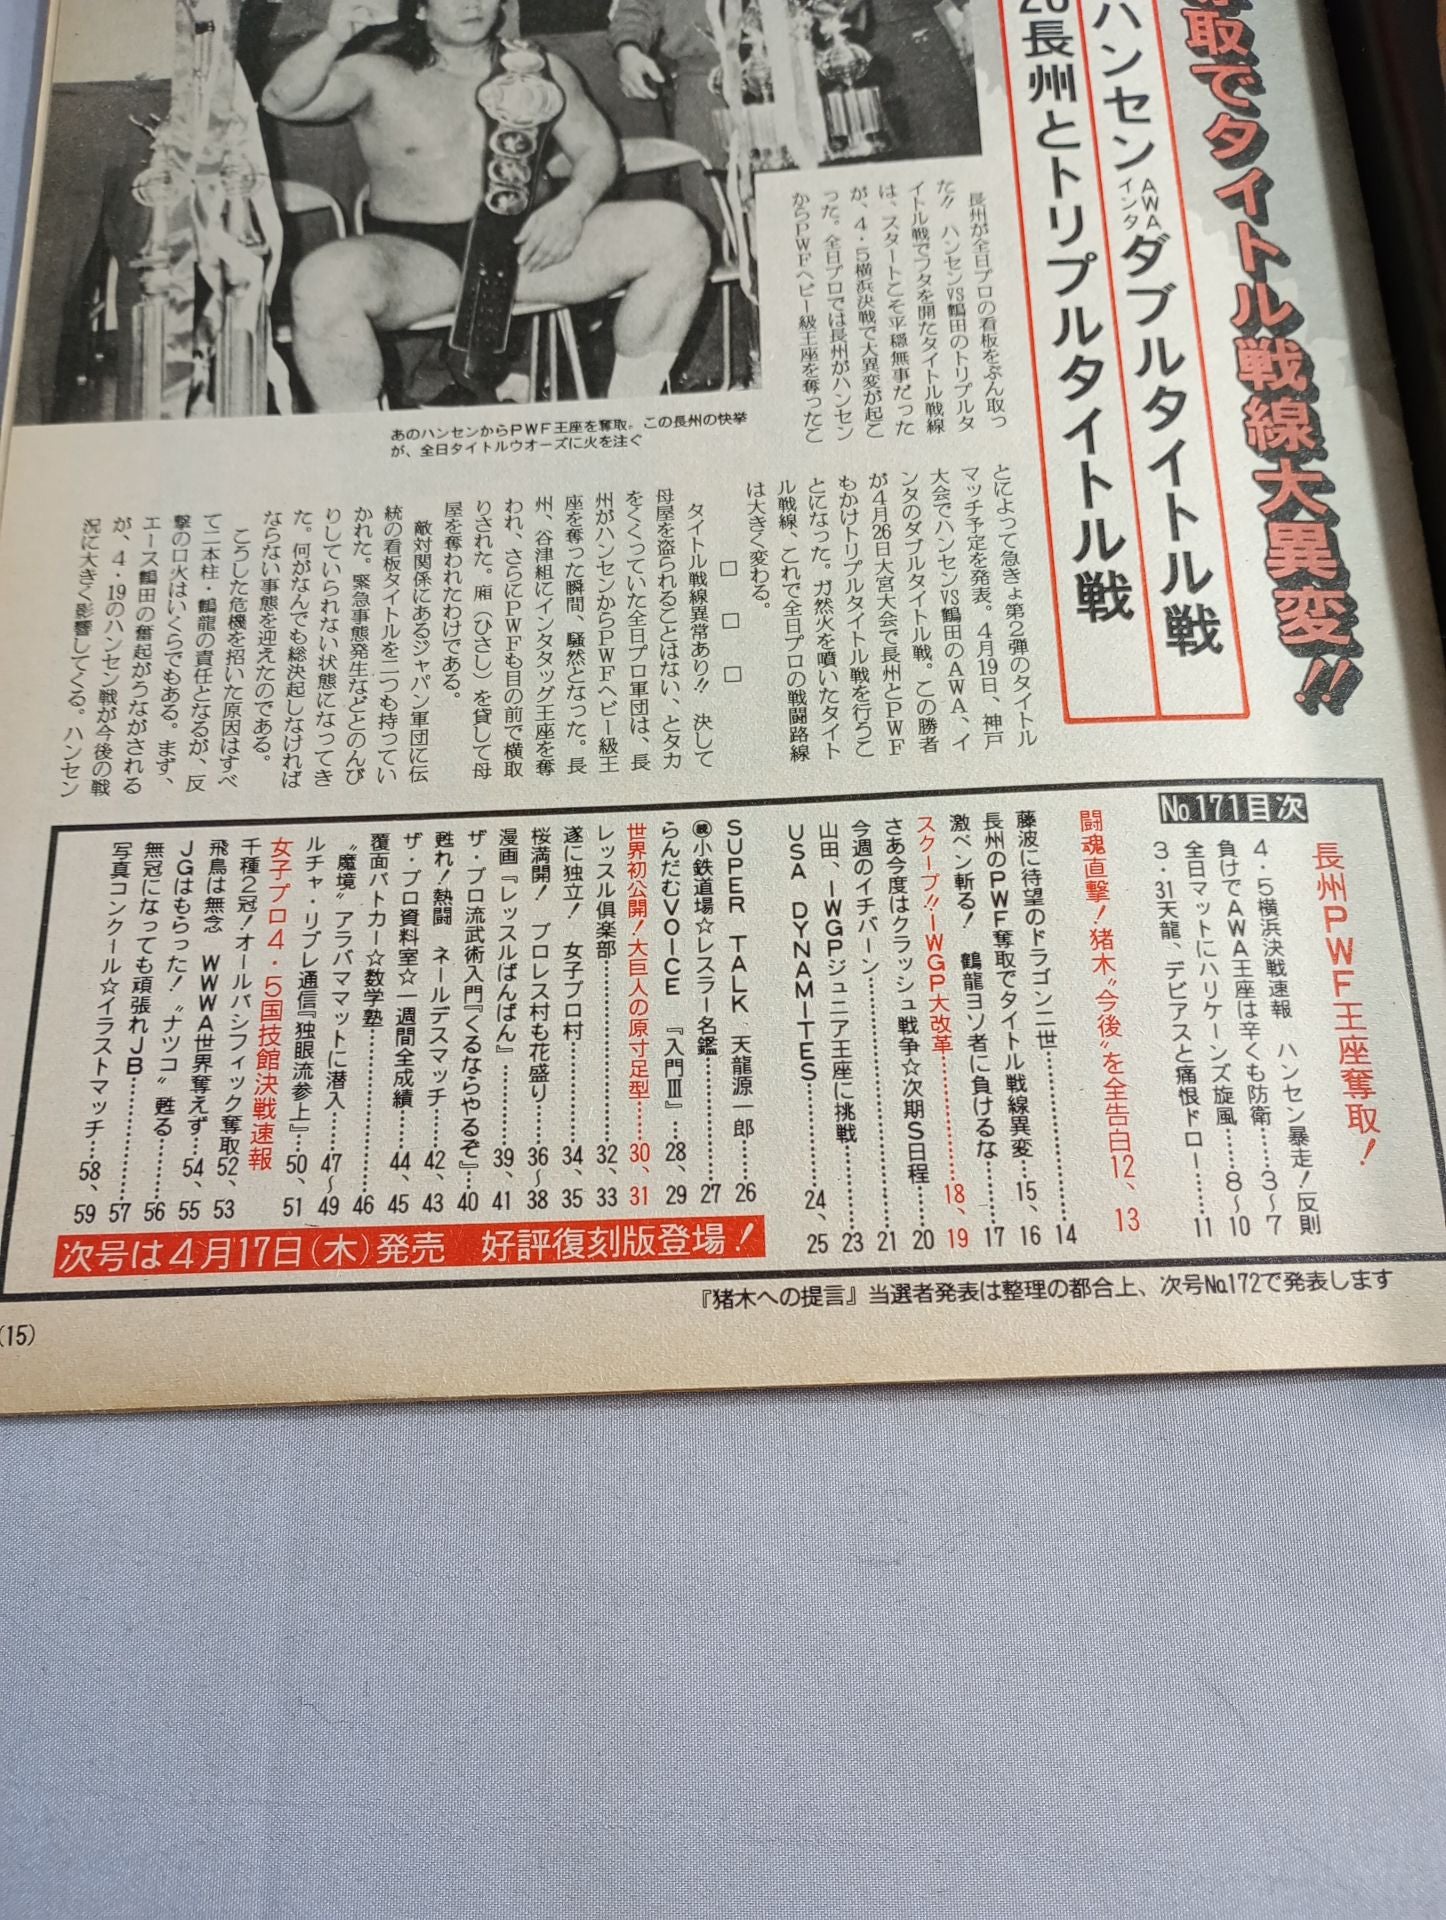 取でタイトル戦線大異変!!
ハンセンAWAインタダブルタイトル戦
26長州とトリプルタイトル戦
長州が全日プロの看板をぶん取っ
た!! ハンセンVS鶴田のトリプルタ
イトル戦でフタを開たタイトル戦線
は、スタートこそ平穏無事だった
が、4・5横浜決戦で大異変が起こ
った。全日プロでは長州がハンセン
からPWFヘビー級王座を奪ったこ
とによって急きょ第2弾のタイトル
マッチ予定を発表。4月19日、神戸
大会でハンセンVS鶴田のAWA、イ
ンタのダブルタイトル戦。この勝者
が4月26日大宮大会で長州とPWF
もかけトリプルタイトル戦を行うこ
とになった。ガ然火を噴いたタイト
ル戦線、これで全日プロの戦闘路線
は大きく変わる。
□ □ □
タイトル戦線異常あり!! 決して
母屋を盗られることはない、とタカ
をくくっていた全日プロ軍団は、長
州がハンセンからPWFヘビー級王
座を奪った瞬間、騒然となった。長
州、谷津組にインタタッグ王座を奪
われ、さらにPWFも目の前で横取
りされた。廂（ひさし）を貸して母
屋を奪われたわけである。
敵対関係にあるジャパン軍団に伝
統の看板タイトルを二つも持ってい
かれた。緊急事態発生などとのんび
りしていられない状態になってき
た。何がなんでも総決起しなければ
ならない事態を迎えたのである。
こうした危機を招いた原因はすべ
て二本柱・鶴龍の責任となるが、反
撃の口火はいくらでもある。まず、
エース鶴田の奮起がうながされる
が、4・19のハンセン戦が今後の戦
況に大きく影響してくる。ハンセン
あのハンセンからPWF王座を奪取。この長州の快挙
が、全日タイトルウオーズに火を注ぐ
No.171目次
長州PWF王座奪取!
4・5横浜決戦速報 ハンセン暴走!反則
負けでAWA王座は辛くも防衛……3〜7
全日マットにハリケーンズ旋風……8〜10
3・31天龍、デビアスと痛恨ドロー……11
闘魂直撃!猪木〝今後〟を全告白12、13
藤波に待望のドラゴン二世……14
長州のPWF奪取でタイトル戦線異変……15、16
激ペン斬る! 鶴龍ヨソ者に負けるな……17
スクープ!!IWGP大改革……18、19
さあ今度はクラッシュ戦争☆次期S日程……20
今週のイチバーン……21
山田、IWGPジュニア王座に挑戦……23
USA DYNAMITES……24、25
SUPER TALK 天龍源一郎……26
小鉄道場☆レスラー名鑑……27
らんだむVOICE 『入門Ⅲ』……28、29
世界初公開!大巨人の原寸足型……30、31
レッスル倶楽部……32、33
遂に独立! 女子プロ村……34、35
桜満開! プロレス村も花盛り……36〜38
漫画『レッスルばんばん』……39、41
ザ・プロ流武術入門『くるならやるぞ』…40
甦れ!熱闘 ネールデスマッチ……42、43
ザ・プロ資料室☆一週間全成績……44、45
覆面バトカー☆数学塾……46
〝魔境〟アラバママットに潜入……47〜49
ルチャ・リブレ通信『独眼流参上』……50、51
女子プロ4・5国技館決戦速報
千種2冠!オールパシフィック奪取52、53
飛鳥は無念 WWWA世界奪えず……54、55
JGはもらった!〝ナツコ〟甦る……56
無冠になっても頑張れJB……57
写真コンクール☆イラストマッチ……58、59
次号は4月17日(木)発売 好評復刻版登場!
『猪木への提言』当選者発表は整理の都合上、次号No.172で発表します
(15)